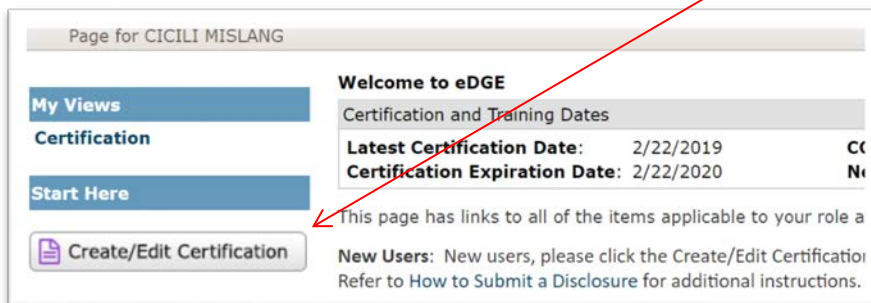 Page for CICILI MISLANG
My Views
Certification
Start Here
Create/Edit Certification
Welcome to eDGE
Certification and Training Dates
Latest Certification Date: 2/22/2019
Certification Expiration Date: 2/22/2020
This page has links to all of the items applicable to your role
New Users: New users, please click the Create/Edit
Refer to How to Submit a Disclosure for additional instructions.